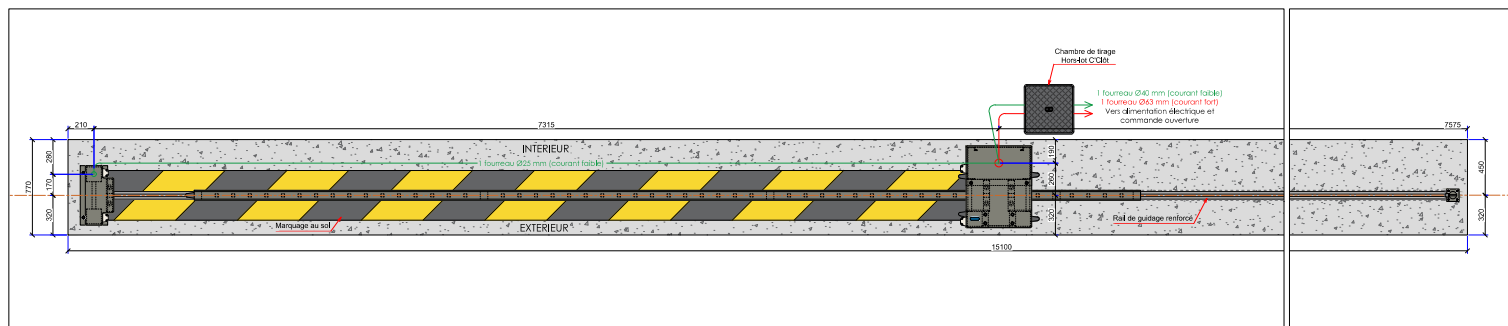 Chambre de tirage
Hors-lot C'Clôt
1 fourreau Ø40 mm (courant faible)
1 fourreau Ø63 mm (courant fort)
Vers alimentation électrique et
commande ouverture
210
7315
7575
INTERIEUR
1 fourreau Ø25 mm (courant faible)
280
170
770
320
190
260
320
450
320
Marquage au sol
EXTERIEUR
Rail de guidage renforcé
15100